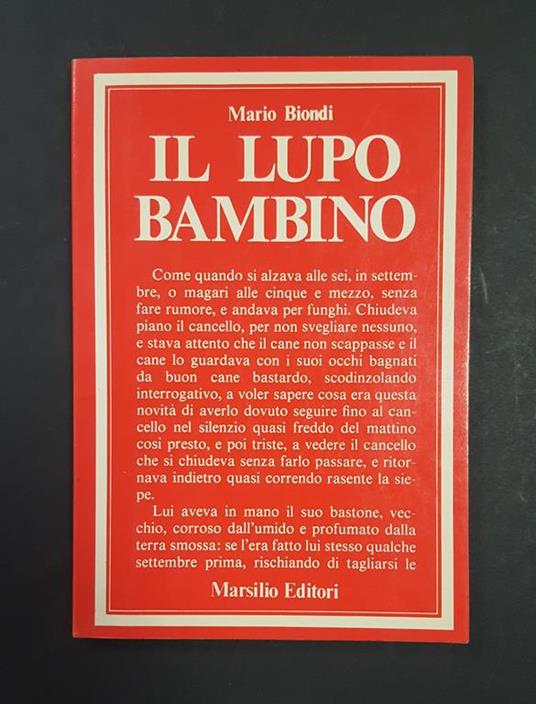 Mario Biondi
IL LUPO
BAMBINO
Come quando si alzava alle sei, in settem-
bre, o magari alle cinque e mezzo, senza
fare rumore, e andava per funghi. Chiudeva
piano il cancello, per non svegliare nessuno,
e stava attento che il cane non scappasse e il
cane lo guardava con i suoi occhi bagnati
da buon cane bastardo, scodinzolando
interrogativo, a voler sapere cosa era questa
novità di averlo dovuto seguire fino al can-
cello nel silenzio quasi freddo del mattino
così presto, e poi triste, a vedere il cancello
che si chiudeva senza farlo passare, e ritor-
nava indietro quasi correndo rasente la sie-
pe.
Lui aveva in mano il suo bastone, vec-
chio, corroso dall'umido e profumato dalla
terra smossa: se l'era fatto lui stesso qualche
settembre prima, rischiando di tagliarsi le
Marsilio Editori